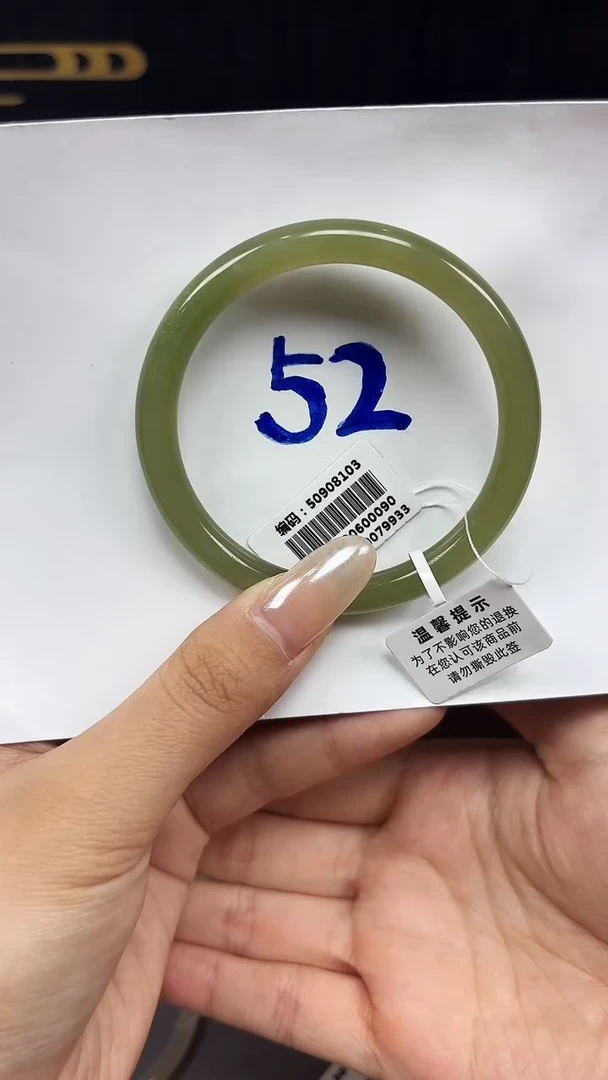 52
编码：50908103
0600090
079933
温馨提示
为了不影响您的退换
在您认可该商品前
请勿撕毁此签